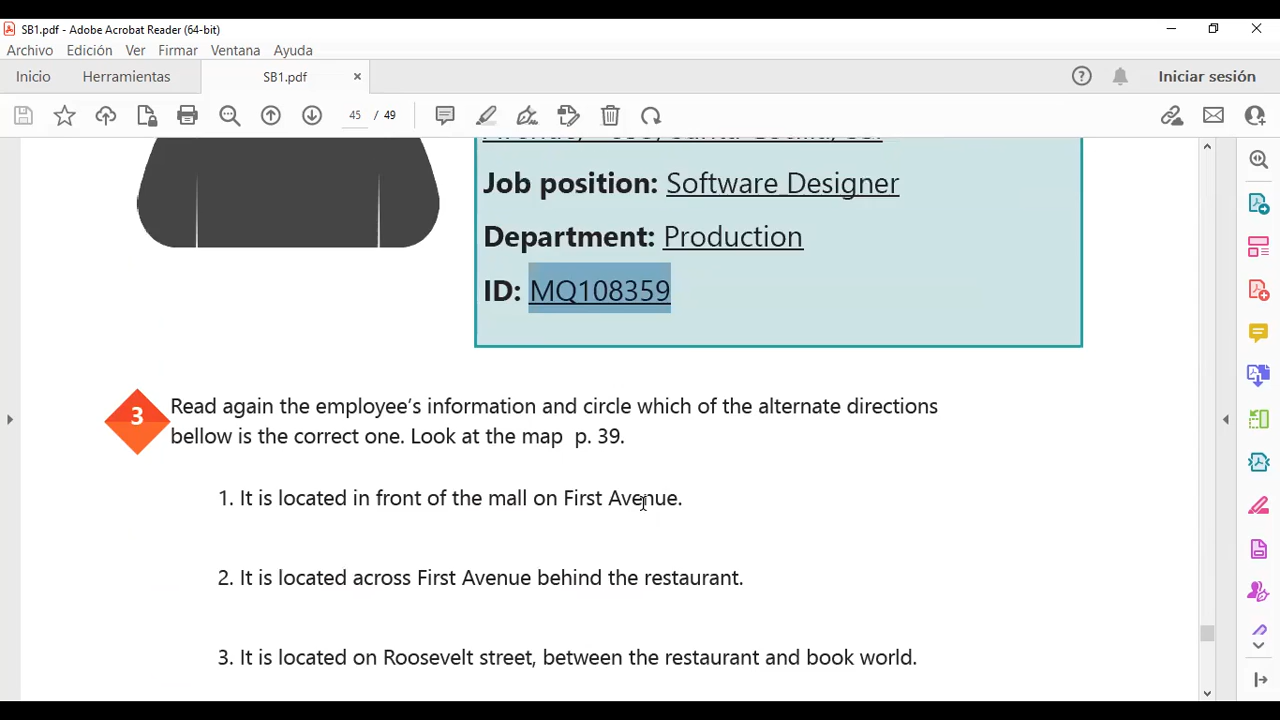 SB1.pdf - Adobe Acrobat Reader (64-bit)
Archivo Edición Ver Firmar Ventana Ayuda
Inicio Herramientas SB1.pdf × Iniciar sesión
45 / 49
Job position: Software Designer
Department: Production
ID: MQ108359
3
Read again the employee's information and circle which of the alternate directions
bellow is the correct one. Look at the map p. 39.
1. It is located in front of the mall on First Avenue.
2. It is located across First Avenue behind the restaurant.
3. It is located on Roosevelt street, between the restaurant and book world.